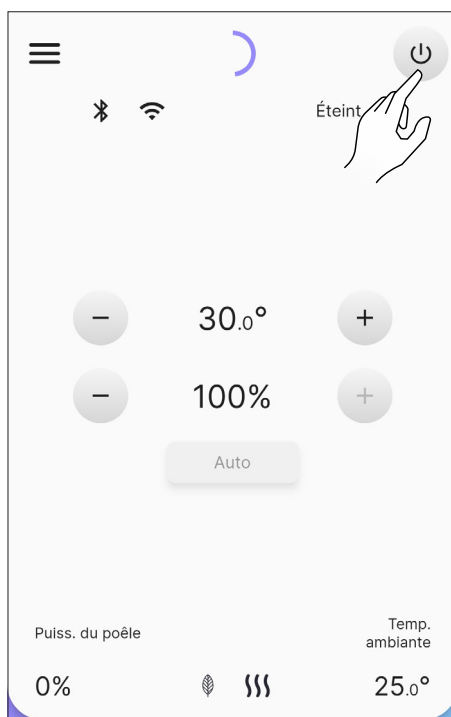 Éteint
− 30.0° +
− 100% +
Auto
Puiss. du poêle
Temp.
ambiante
0%
25.0°